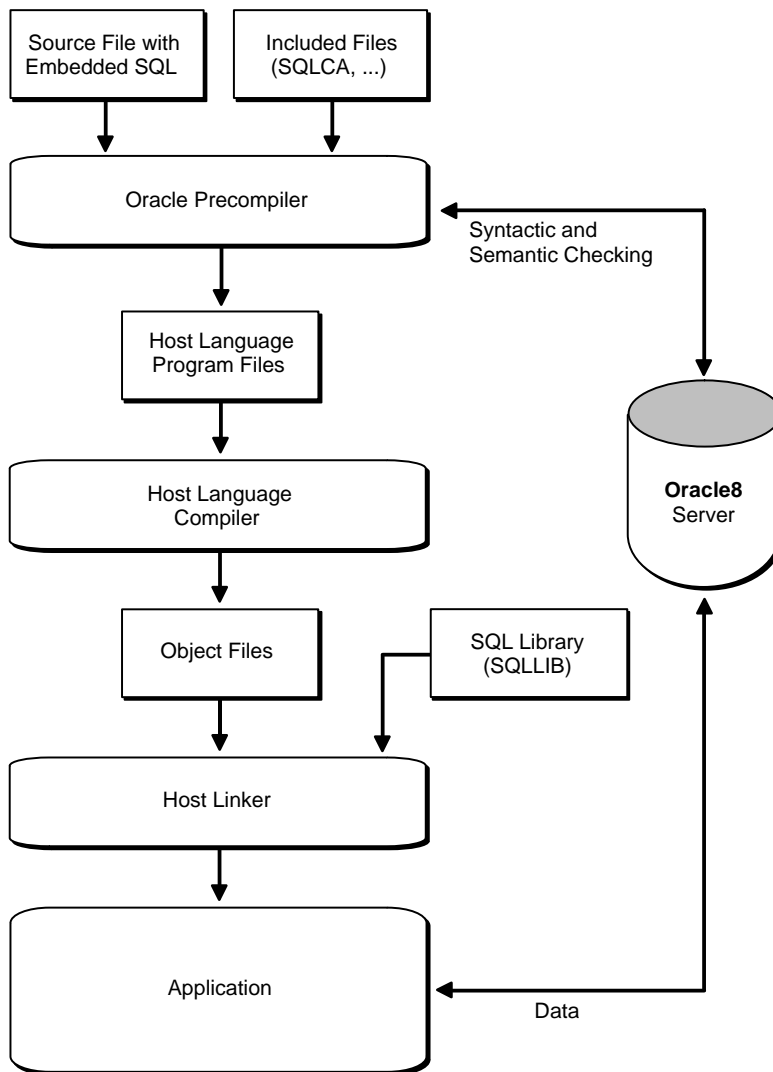 Source File with
Embedded SQL
Included Files
(SQLCA, ...)
Oracle Precompiler
Syntactic and
Semantic Checking
Host Language
Program Files
Host Language
Compiler
Oracle8
Server
Object Files
SQL Library
(SQLLIB)
Host Linker
Application
Data